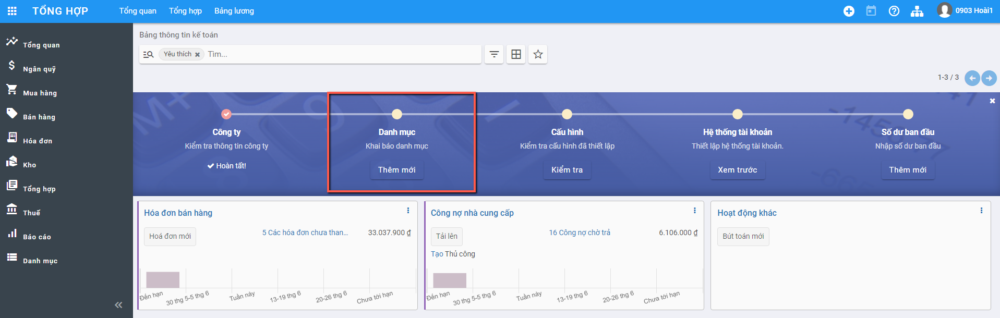 TỔNG HỢP
Tổng quan Tổng hợp Bảng lương
0903 Hoài1
Tổng quan
Ngân quỹ
Mua hàng
Bán hàng
Hóa đơn
Kho
Tổng hợp
Thuế
Báo cáo
Danh mục
Bảng thông tin kế toán
Yêu thích Tìm...
1-3 / 3
Công ty
Kiểm tra thông tin công ty
Hoàn tất!
Danh mục
Khai báo danh mục
Thêm mới
Cấu hình
Kiểm tra cấu hình đã thiết lập
Kiểm tra
Hệ thống tài khoản
Thiết lập hệ thống tài khoản.
Xem trước
Số dư ban đầu
Nhập số dư ban đầu
Thêm mới
Hóa đơn bán hàng
Hoá đơn mới
5 Các hóa đơn chưa than... 33.037.900 ₫
Đến hạn 30 thg 5-5 thg 6 Tuần này 13-19 thg 6 20-26 thg 6 Chưa tới hạn
Công nợ nhà cung cấp
Tải lên
16 Công nợ chờ trả 6.106.000 ₫
Tạo Thủ công
Đến hạn 30 thg 5-5 thg 6 Tuần này 13-19 thg 6 20-26 thg 6 Chưa tới hạn
Hoạt động khác
Bút toán mới